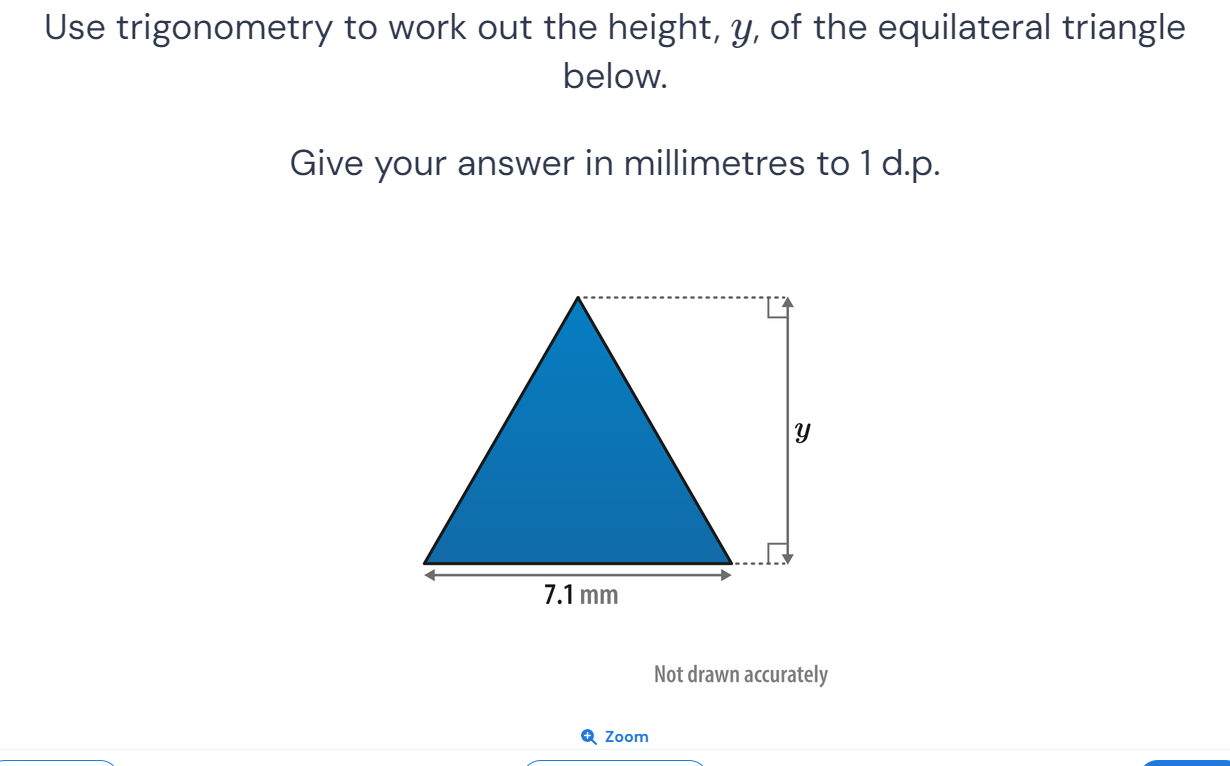 Use trigonometry to work out the height, y, of the equilateral triangle
below.
Give your answer in millimetres to 1 d.p.
y
7.1 mm
Not drawn accurately
Zoom